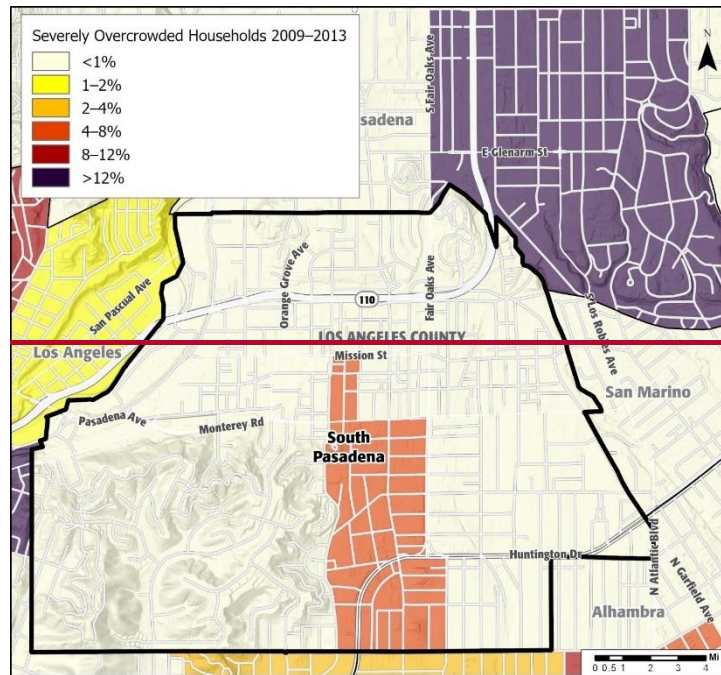 Severely Overcrowded Households 2009–2013
<1%
1–2%
2–4%
4–8%
8–12%
>12%
S Fair Oaks Ave
sadena
E Glenarm St
Orange Grove Ave
Fair Oaks Ave
110
San Pascual Ave
S Los Robles Ave
LOS ANGELES COUNTY
Los Angeles
Mission St
San Marino
Pasadena Ave
Monterey Rd
South
Pasadena
Huntington Dr
N Atlantic Blvd
N Garfield Ave
Alhambra
Mi
0 0.5 1 2 3 4